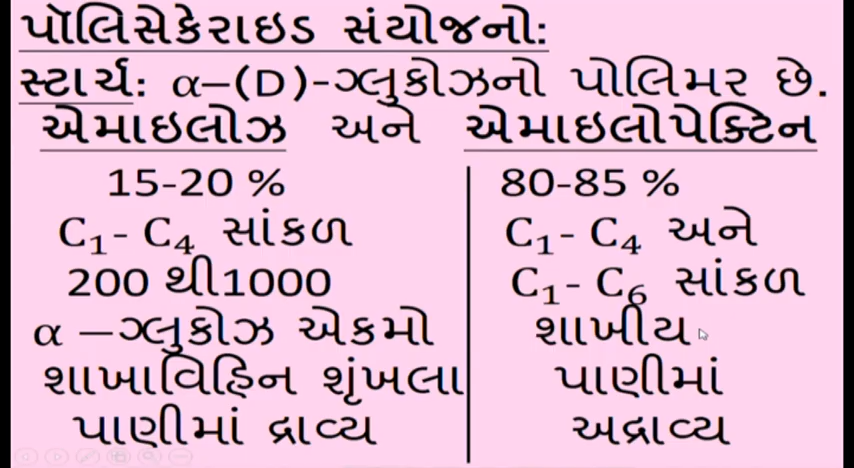 પૉલિસેકેરાઇડ સંયોજનો:
સ્ટાર્ચ: α–(D)-ગ્લુકોઝનો પોલિમર છે.
એમાઇલોઝ અને એમાઇલોપેક્ટિન
15-20 % 80-85 %
C₁- C₄ સાંકળ C₁- C₄ અને
200 થી1000 C₁- C₆ સાંકળ
α –ગ્લુકોઝ એકમો શાખીય
શાખાવિહિન શૃંખલા પાણીમાં
પાણીમાં દ્રાવ્ય અદ્રાવ્ય